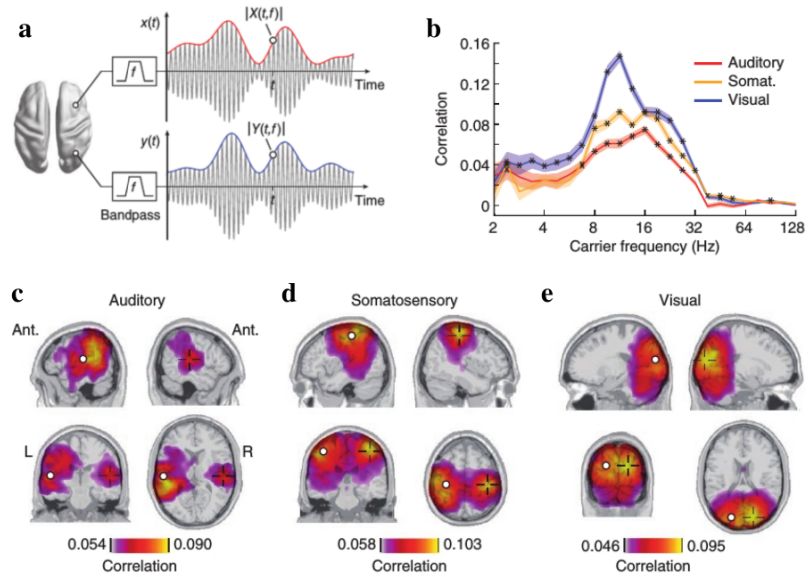 a
x(t)
|X(t,f)|
f
t
Time
y(t)
|Y(t,f)|
f
t
Time
Bandpass
b
Correlation
0.16
0.12
0.08
0.04
0
Auditory
Somat.
Visual
2 4 8 16 32 64 128
Carrier frequency (Hz)
c
Auditory
Ant. Ant.
L R
0.054 0.090
Correlation
d
Somatosensory
0.058 0.103
Correlation
e
Visual
0.046 0.095
Correlation